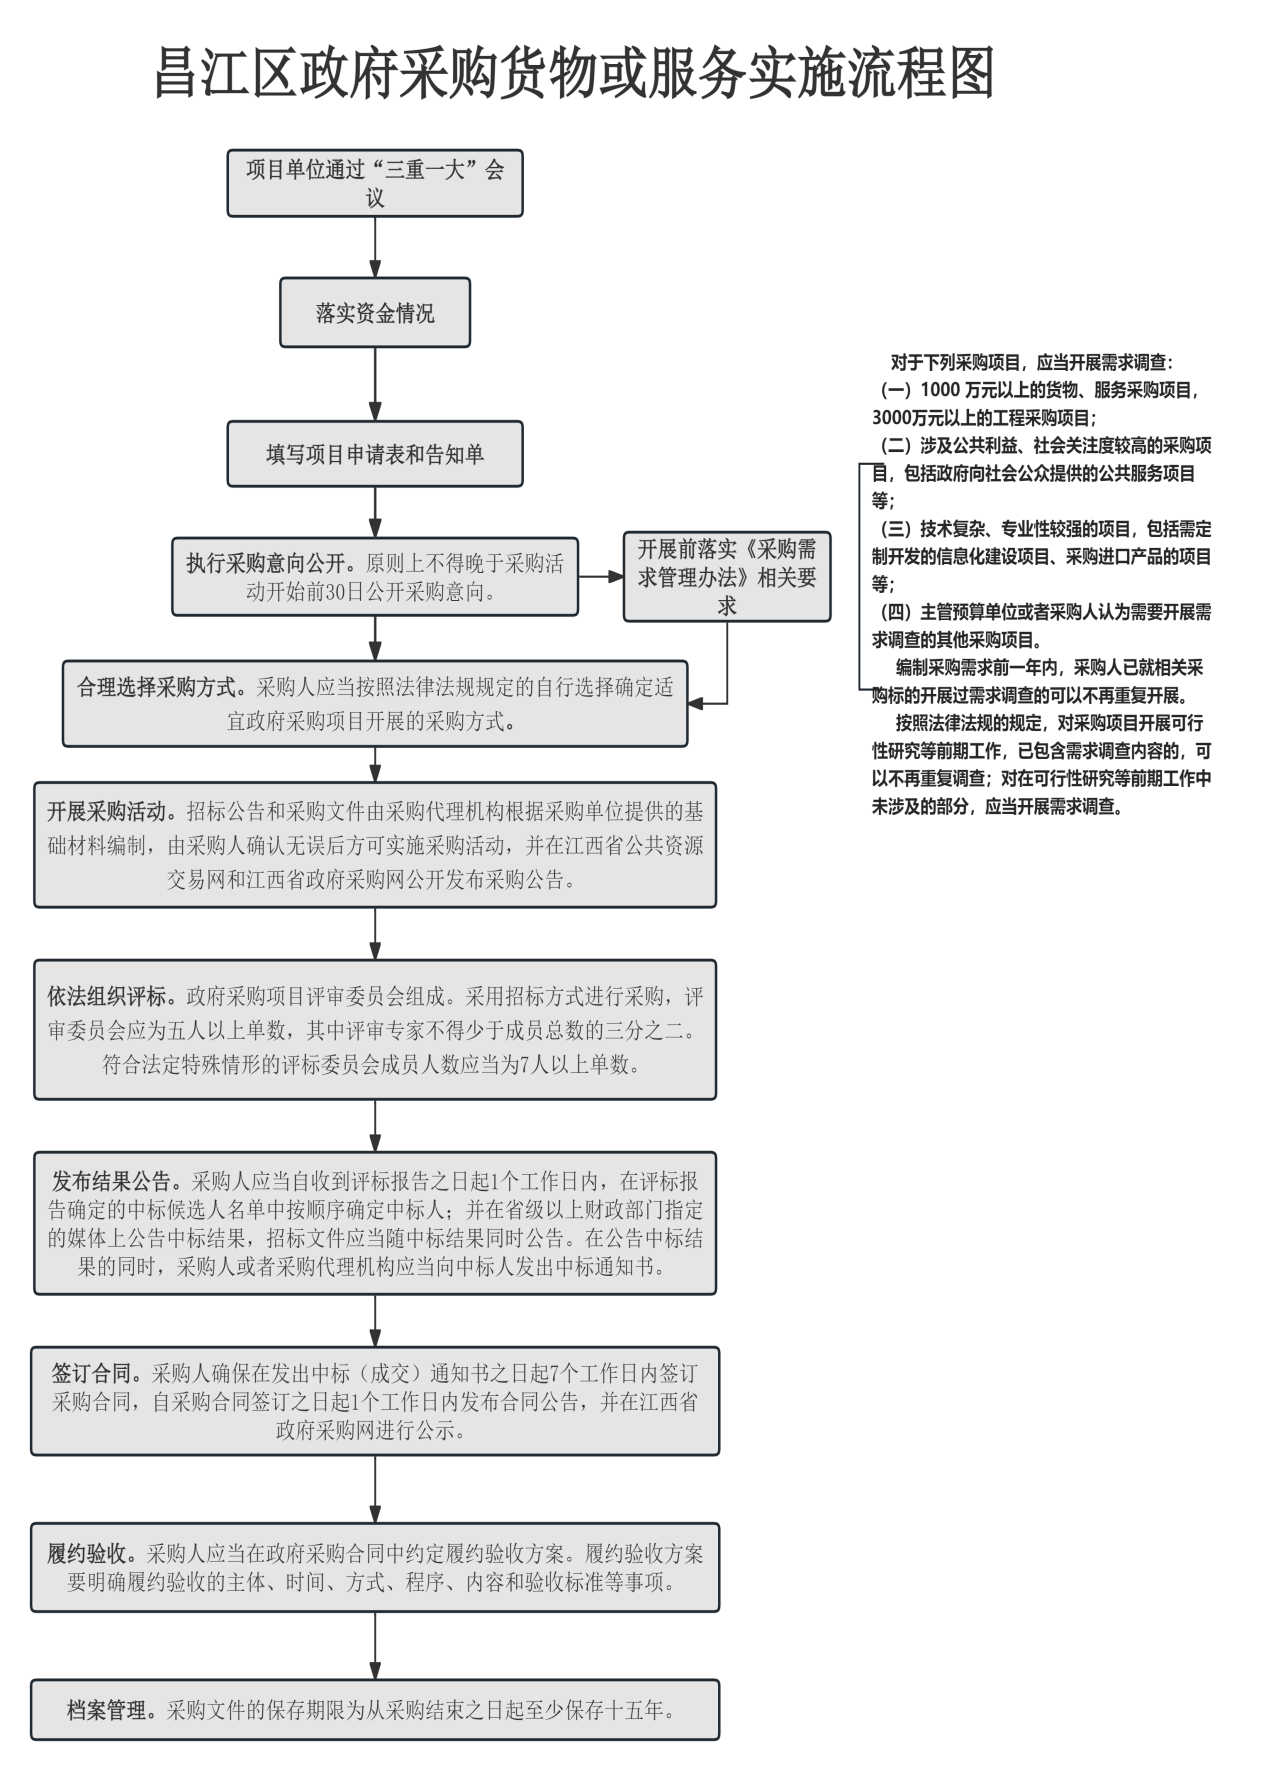 昌江区政府采购货物或服务实施流程图
项目单位通过“三重一大”会
议
落实资金情况
填写项目申请表和告知单
执行采购意向公开。原则上不得晚于采购活
动开始前30日公开采购意向。
开展前落实《采购需
求管理办法》相关要
求
对于下列采购项目，应当开展需求调查：
（一）1000 万元以上的货物、服务采购项目，
3000万元以上的工程采购项目；
（二）涉及公共利益、社会关注度较高的采购项
目，包括政府向社会公众提供的公共服务项目
等；
（三）技术复杂、专业性较强的项目，包括需定
制开发的信息化建设项目、采购进口产品的项目
等；
（四）主管预算单位或者采购人认为需要开展需
求调查的其他采购项目。
编制采购需求前一年内，采购人已就相关采
购标的开展过需求调查的可以不再重复开展。
按照法律法规的规定，对采购项目开展可行
性研究等前期工作，已包含需求调查内容的，可
以不再重复调查；对在可行性研究等前期工作中
未涉及的部分，应当开展需求调查。
合理选择采购方式。采购人应当按照法律法规规定的自行选择确定适
宜政府采购项目开展的采购方式。
开展采购活动。招标公告和采购文件由采购代理机构根据采购单位提供的基
础材料编制，由采购人确认无误后方可实施采购活动，并在江西省公共资源
交易网和江西省政府采购网公开发布采购公告。
依法组织评标。政府采购项目评审委员会组成。采用招标方式进行采购，评
审委员会应为五人以上单数，其中评审专家不得少于成员总数的三分之二。
符合法定特殊情形的评标委员会成员人数应当为7人以上单数。
发布结果公告。采购人应当自收到评标报告之日起1个工作日内，在评标报
告确定的中标候选人名单中按顺序确定中标人；并在省级以上财政部门指定
的媒体上公告中标结果，招标文件应当随中标结果同时公告。在公告中标结
果的同时，采购人或者采购代理机构应当向中标人发出中标通知书。
签订合同。采购人确保在发出中标（成交）通知书之日起7个工作日内签订
采购合同，自采购合同签订之日起1个工作日内发布合同公告，并在江西省
政府采购网进行公示。
履约验收。采购人应当在政府采购合同中约定履约验收方案。履约验收方案
要明确履约验收的主体、时间、方式、程序、内容和验收标准等事项。
档案管理。采购文件的保存期限为从采购结束之日起至少保存十五年。